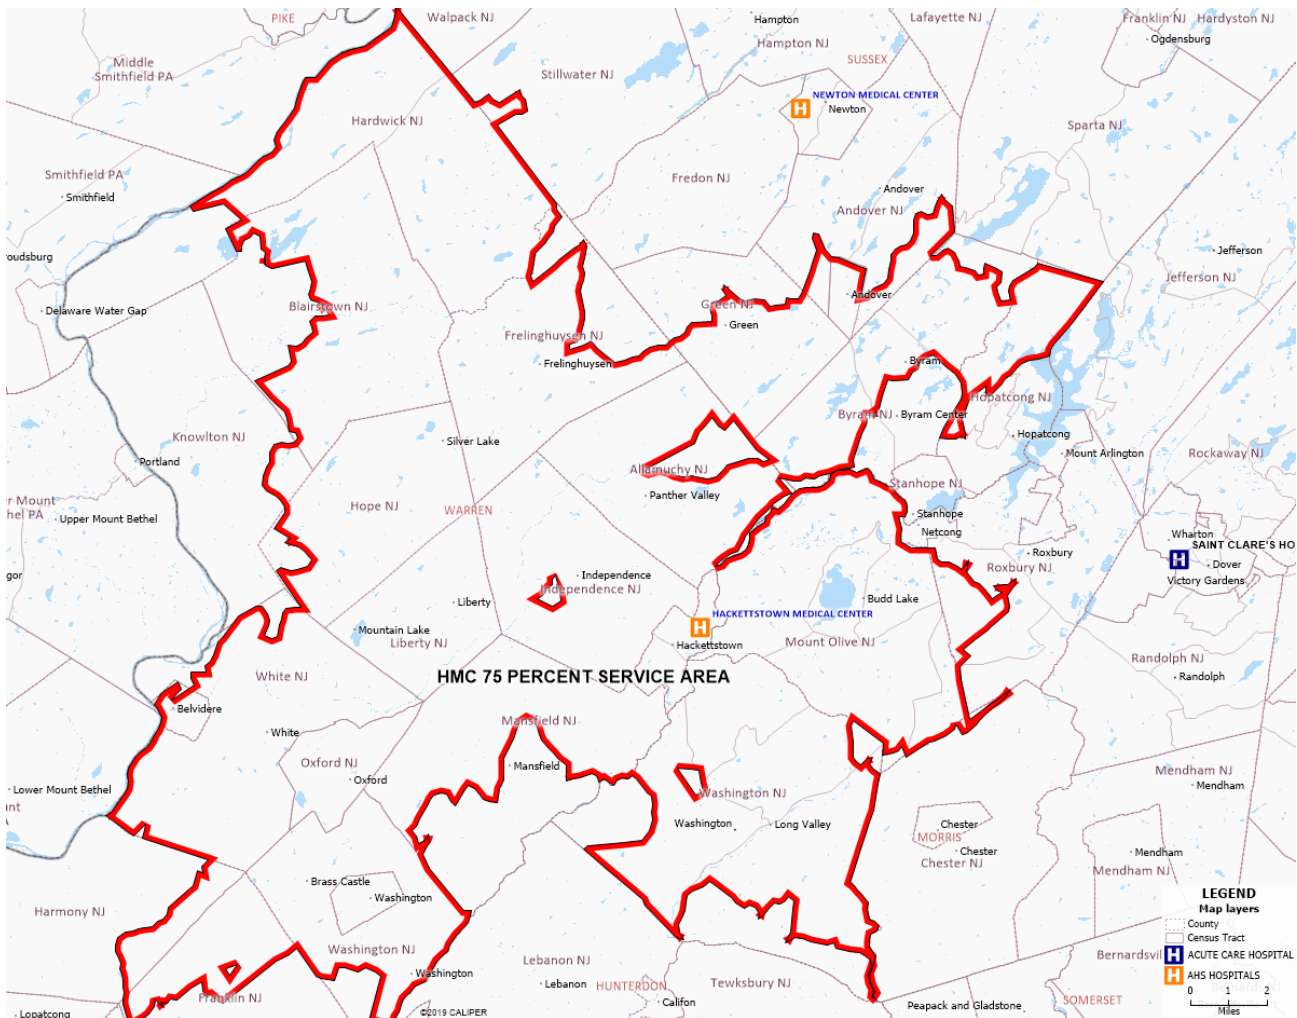 PIKE
Walpack NJ
Hampton
Lafayette NJ
Franklin NJ
Hardyston NJ
Ogdensburg
Hampton NJ
Middle
Smithfield PA
Stillwater NJ
SUSSEX
NEWTON MEDICAL CENTER
H
Newton
Hardwick NJ
Sparta NJ
Smithfield PA
Smithfield
Fredon NJ
Andover
Andover NJ
oudsburg
Jefferson
Jefferson NJ
Delaware Water Gap
Blairstown NJ
Green NJ
Andover
Green
Frelinghuysen NJ
Frelinghuysen
Byram
Hopatcong NJ
Byram NJ
Byram Center
Knowlton NJ
Silver Lake
Hopatcong
Mount Arlington
Rockaway NJ
Portland
Allamuchy NJ
Panther Valley
Stanhope NJ
er Mount
hel PA
Upper Mount Bethel
Hope NJ
WARREN
Stanhope
Netcong
Wharton
SAINT CLARE'S HO
H
Dover
Victory Gardens
Roxbury
Roxbury NJ
gor
Independence
Independence NJ
Liberty
Budd Lake
HACKETTSTOWN MEDICAL CENTER
H
Mountain Lake
Liberty NJ
Hackettstown
Mount Olive NJ
Randolph NJ
Randolph
White NJ
HMC 75 PERCENT SERVICE AREA
Belvidere
Mansfield NJ
White
Oxford NJ
Mansfield
Oxford
Mendham NJ
Mendham
Lower Mount Bethel
Washington NJ
Washington
Long Valley
Chester
MORRIS
Chester
Chester NJ
Mendham
Mendham NJ
Brass Castle
Washington
Harmony NJ
Washington NJ
Washington
Lebanon NJ
Lebanon
HUNTERDON
Tewksbury NJ
Califon
Franklin NJ
Lopatcong
Peapack and Gladstone
SOMERSET
Bernardsvil
©2019 CALIPER
LEGEND
Map layers
County
Census Tract
H ACUTE CARE HOSPITAL
H AHS HOSPITALS
0 1 2
Miles